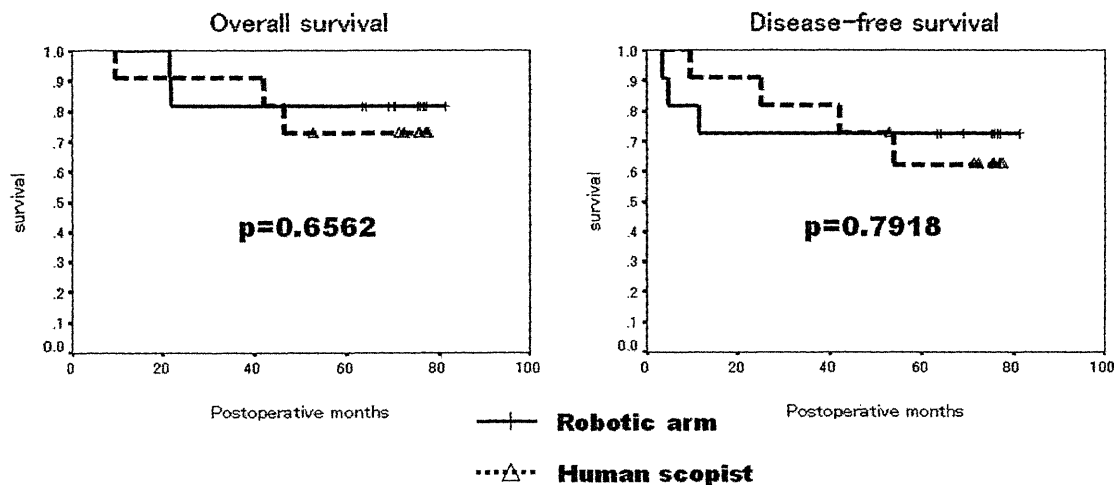 Overall survival
1.0
.9
.8
.7
.6
.5
.4
.3
.2
.1
0.0
survival
p=0.6562
0 20 40 60 80 100
Postoperative months
Disease-free survival
1.0
.9
.8
.7
.6
.5
.4
.3
.2
.1
0.0
survival
p=0.7918
0 20 40 60 80 100
Postoperative months
Robotic arm
Human scopist